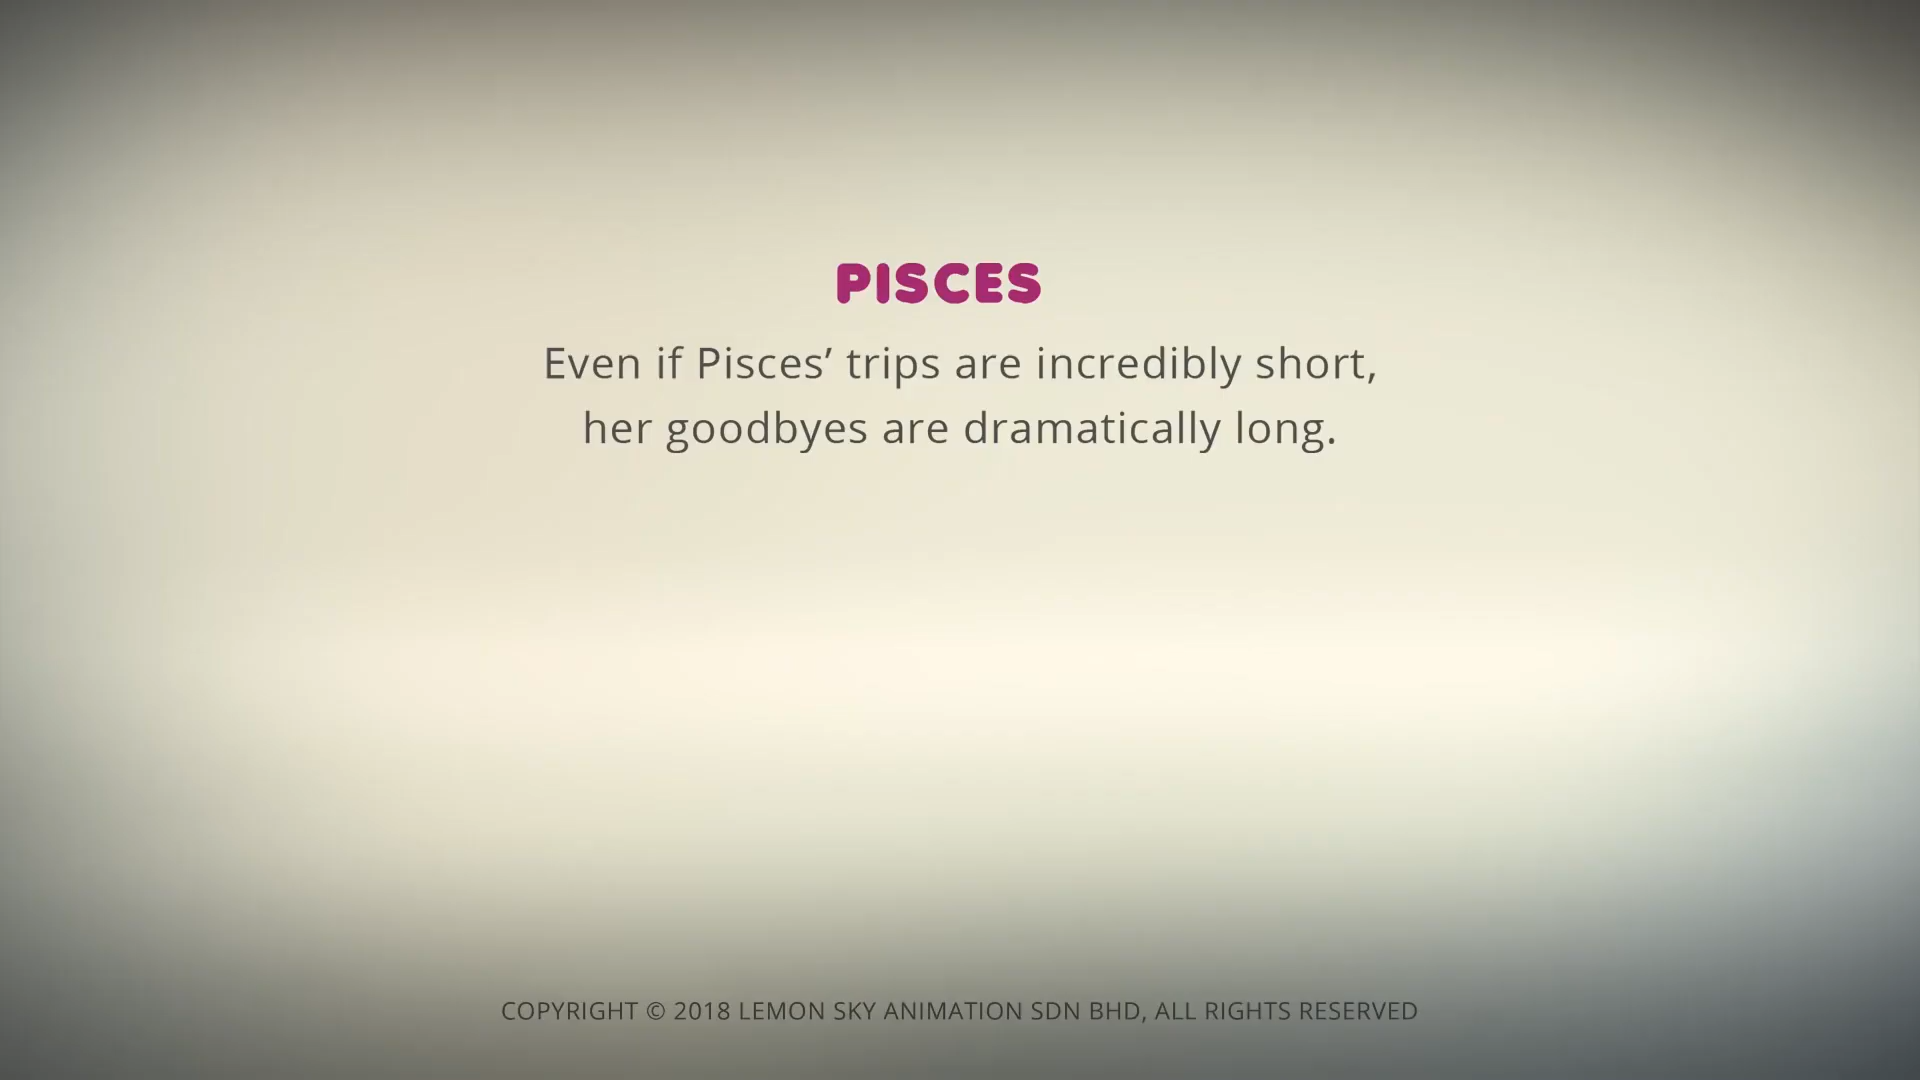 PISCES
Even if Pisces’ trips are incredibly short,
her goodbyes are dramatically long.
COPYRIGHT © 2018 LEMON SKY ANIMATION SDN BHD, ALL RIGHTS RESERVED